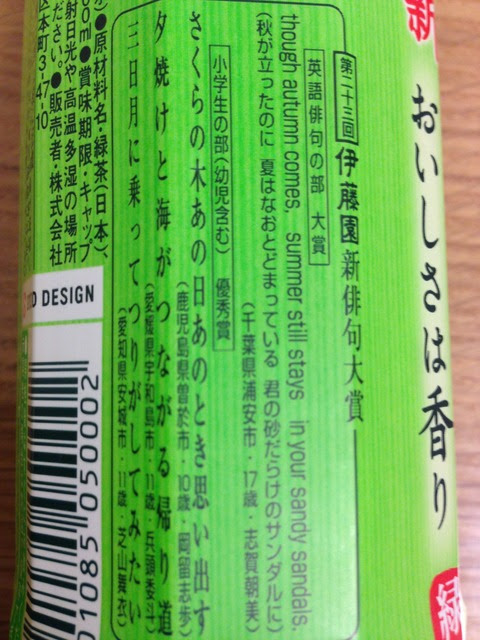 新
おいしさは香り
緑
第二十三回 伊藤園新俳句大賞
英語俳句の部 大賞
though autumn comes, summer still stays in your sandy sandals.
(秋が立ったのに 夏はなおとどまっている 君の砂だらけのサンダルに)
(千葉県浦安市・17歳・志賀朝美)
小学生の部(幼児含む) 優秀賞
さくらの木あの日あのとき思い出す
(鹿児島県曽於市・10歳・岡留志歩)
夕焼けと海がつながる帰り道
(愛媛県宇和島市・11歳・兵頭
三日月に乗ってつりがしてみたい
(愛知県安城市・11歳・芝山舞衣)
●原材料名・緑茶(日本)、
00ml●賞味期限・キャップ
射日光や高温多湿の場所
ださい。●販売者・株式会社
区本町3-47-10
D DESIGN
01085 050002